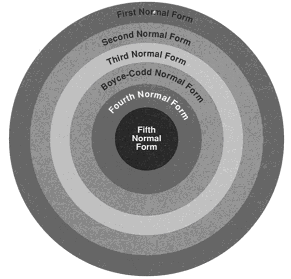 First Normal Form
Second Normal Form
Third Normal Form
Boyce-Codd Normal Form
Fourth Normal Form
Fifth
Normal
Form